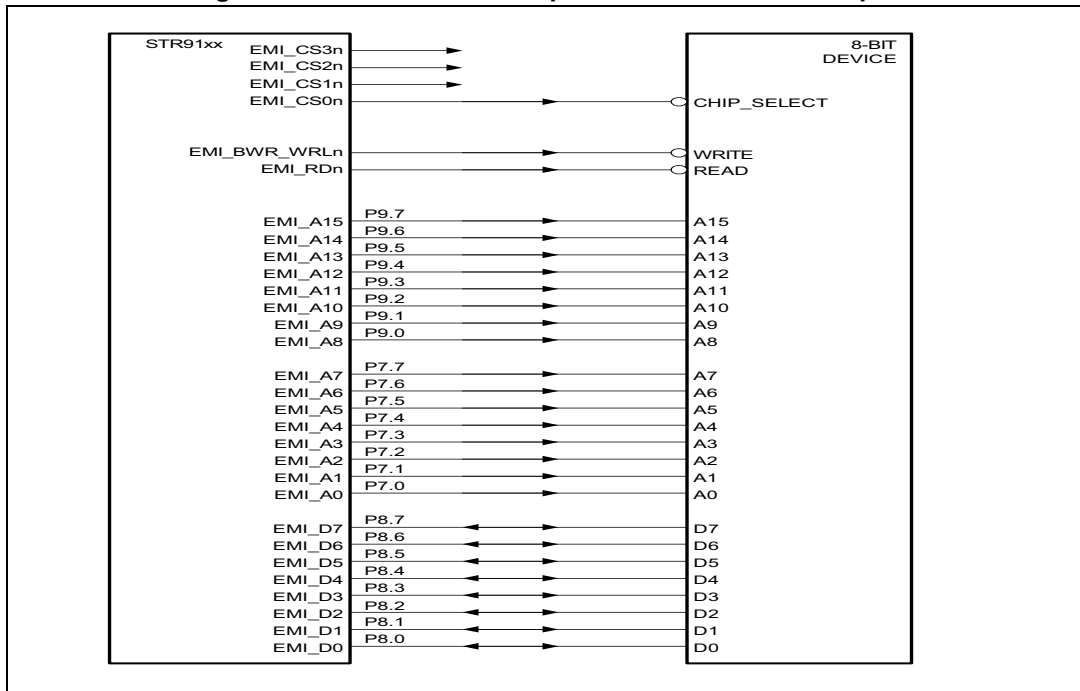 STR91xx
8-BIT
DEVICE
EMI_CS3n
EMI_CS2n
EMI_CS1n
EMI_CS0n CHIP_SELECT
EMI_BWR_WRLn WRITE
EMI_RDn READ
EMI_A15 P9.7 A15
EMI_A14 P9.6 A14
EMI_A13 P9.5 A13
EMI_A12 P9.4 A12
EMI_A11 P9.3 A11
EMI_A10 P9.2 A10
EMI_A9 P9.1 A9
EMI_A8 P9.0 A8
EMI_A7 P7.7 A7
EMI_A6 P7.6 A6
EMI_A5 P7.5 A5
EMI_A4 P7.4 A4
EMI_A3 P7.3 A3
EMI_A2 P7.2 A2
EMI_A1 P7.1 A1
EMI_A0 P7.0 A0
EMI_D7 P8.7 D7
EMI_D6 P8.6 D6
EMI_D5 P8.5 D5
EMI_D4 P8.4 D4
EMI_D3 P8.3 D3
EMI_D2 P8.2 D2
EMI_D1 P8.1 D1
EMI_D0 P8.0 D0